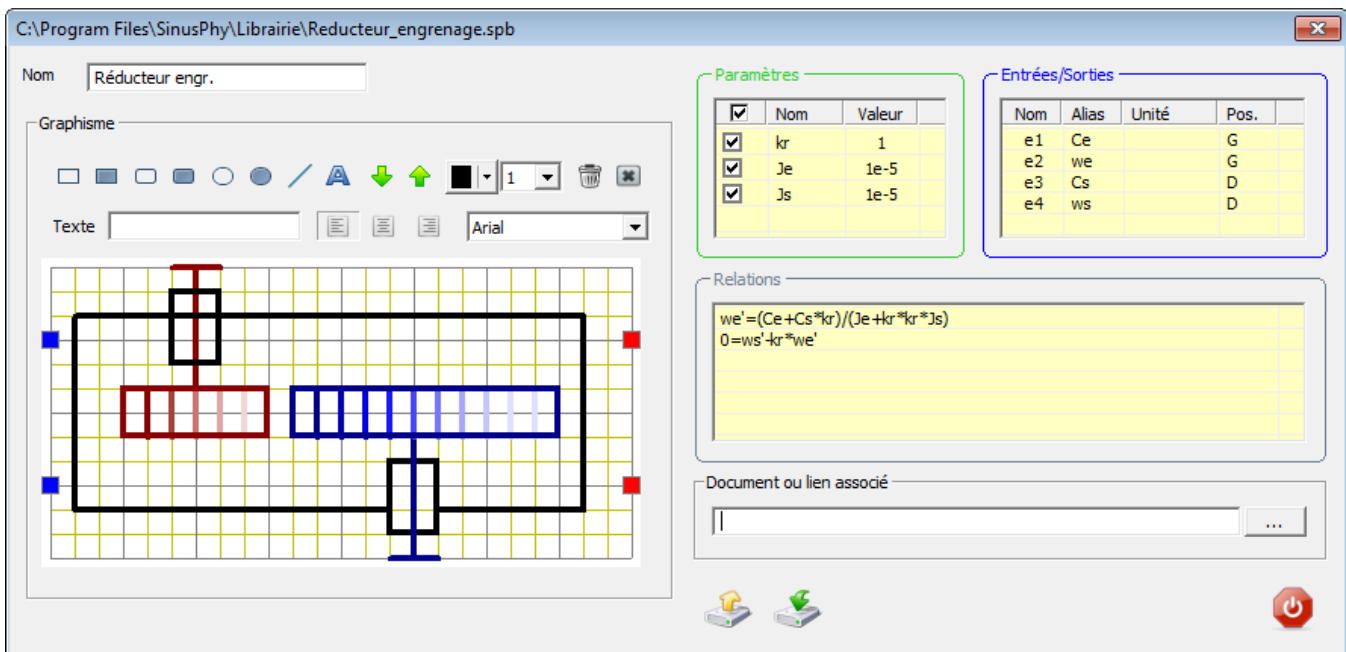 C:\Program Files\SinusPhy\Librairie\Reducteur_engrenage.spb
Nom Réducteur engr.
Graphisme
A 1
Texte Arial
Paramètres
Nom Valeur
kr 1
Je 1e-5
Js 1e-5
Entrées/Sorties
Nom Alias Unité Pos.
e1 Ce G
e2 we G
e3 Cs D
e4 ws D
Relations
we'=(Ce+Cs*kr)/(Je+kr*kr*Js)
0=ws'-kr*we'
Document ou lien associé
...